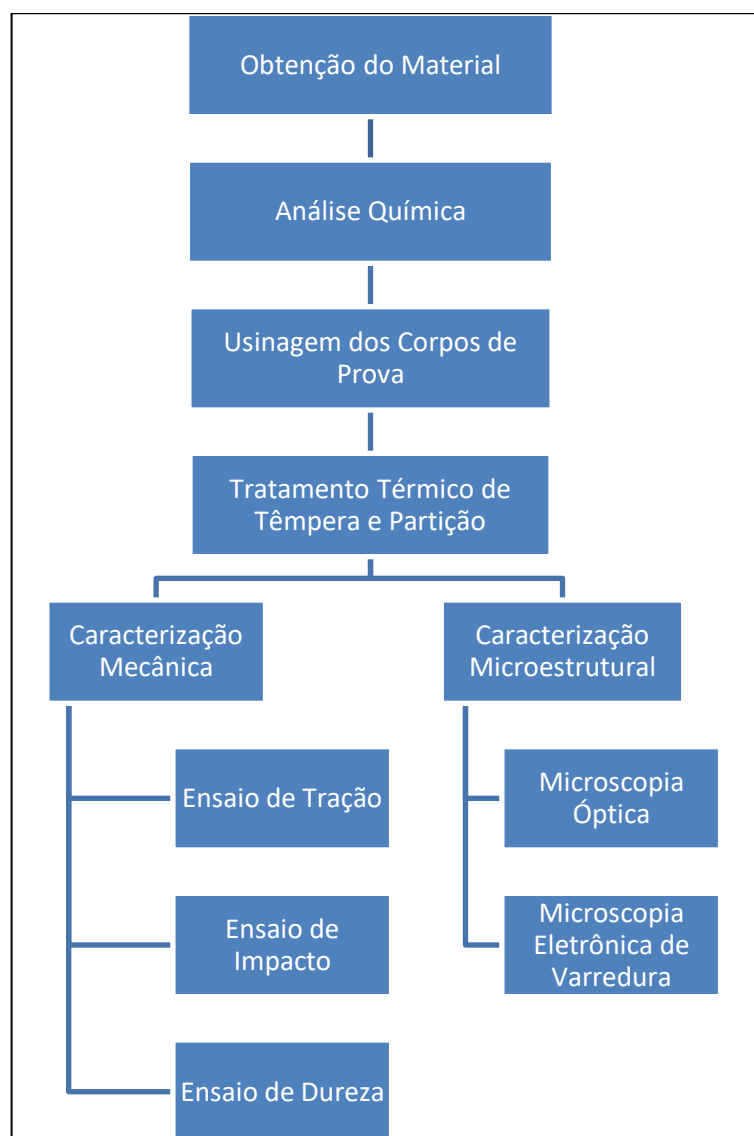 Obtenção do Material
Análise Química
Usinagem dos Corpos de
Prova
Tratamento Térmico de
Têmpera e Partição
Caracterização
Mecânica
Ensaio de Tração
Ensaio de
Impacto
Ensaio de Dureza
Caracterização
Microestrutural
Microscopia
Óptica
Microscopia
Eletrônica de
Varredura